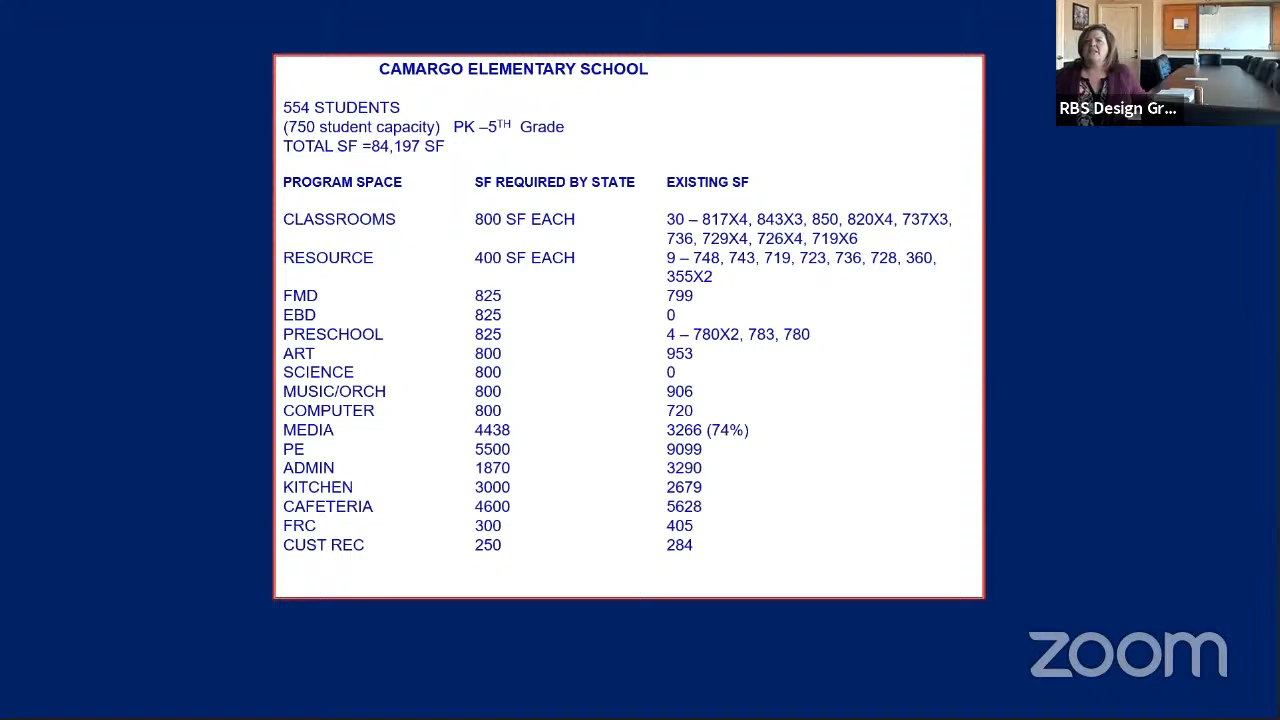 CAMARGO ELEMENTARY SCHOOL
554 STUDENTS
(750 student capacity) PK –5TH Grade
TOTAL SF =84,197 SF
PROGRAM SPACE SF REQUIRED BY STATE EXISTING SF
CLASSROOMS 800 SF EACH 30 – 817X4, 843X3, 850, 820X4, 737X3,
736, 729X4, 726X4, 719X6
RESOURCE 400 SF EACH 9 – 748, 743, 719, 723, 736, 728, 360,
355X2
FMD 825 799
EBD 825 0
PRESCHOOL 825 4 – 780X2, 783, 780
ART 800 953
SCIENCE 800 0
MUSIC/ORCH 800 906
COMPUTER 800 720
MEDIA 4438 3266 (74%)
PE 5500 9099
ADMIN 1870 3290
KITCHEN 3000 2679
CAFETERIA 4600 5628
FRC 300 405
CUST REC 250 284
RBS Design Gr...
zoom